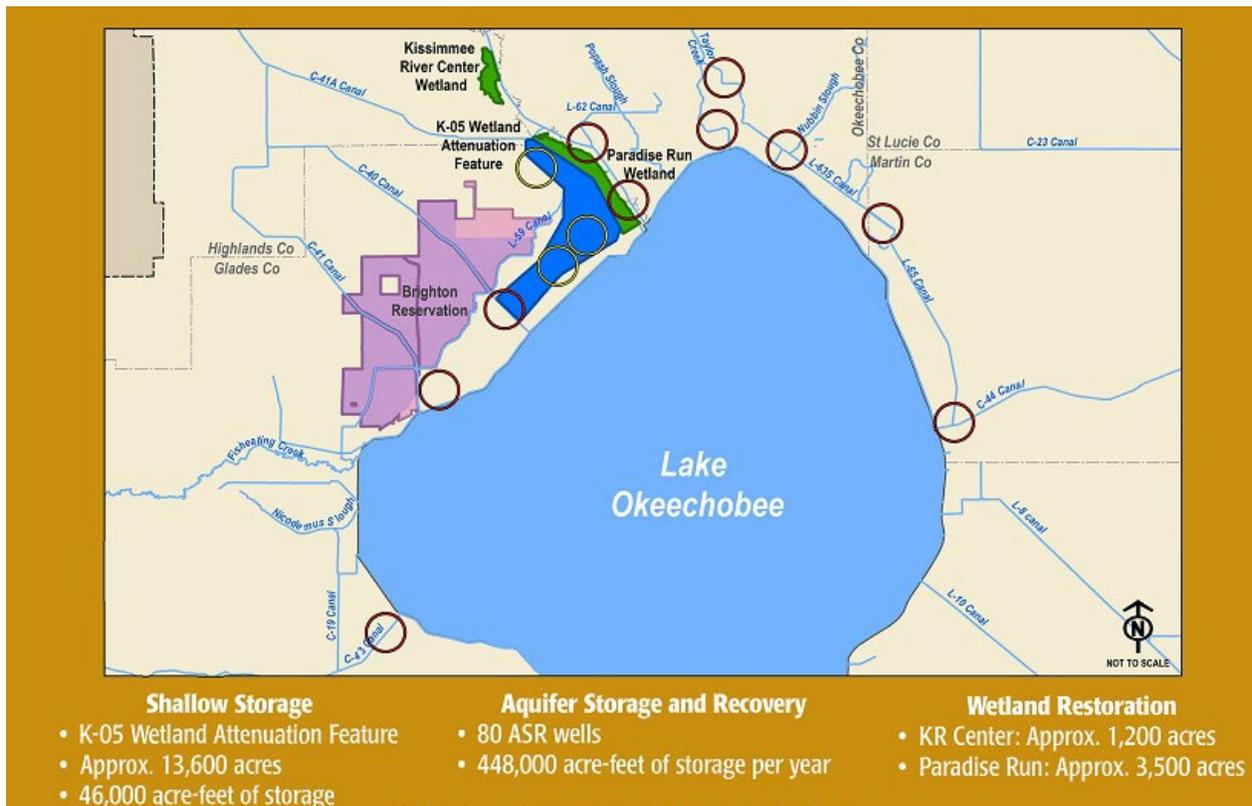 Kissimmee
River Center
Wetland
C-41A Canal
Popash Slough
Taylor
Creek
L-62 Canal
K-05 Wetland
Attenuation
Feature
Paradise Run
Wetland
Nubbin Slough
Okeechobee Co
St Lucie Co
Martin Co
C-23 Canal
L-63S Canal
C-40 Canal
L-59 Canal
C-41 Canal
Highlands Co
Glades Co
Brighton
Reservation
L-65 Canal
C-44 Canal
Fisheating Creek
Lake
Okeechobee
Nicodemus Slough
L-8 canal
L-10 Canal
C-19 Canal
C-43 Canal
N
NOT TO SCALE
Shallow Storage
• K-05 Wetland Attenuation Feature
• Approx. 13,600 acres
• 46,000 acre-feet of storage
Aquifer Storage and Recovery
• 80 ASR wells
• 448,000 acre-feet of storage per year
Wetland Restoration
• KR Center: Approx. 1,200 acres
• Paradise Run: Approx. 3,500 acres